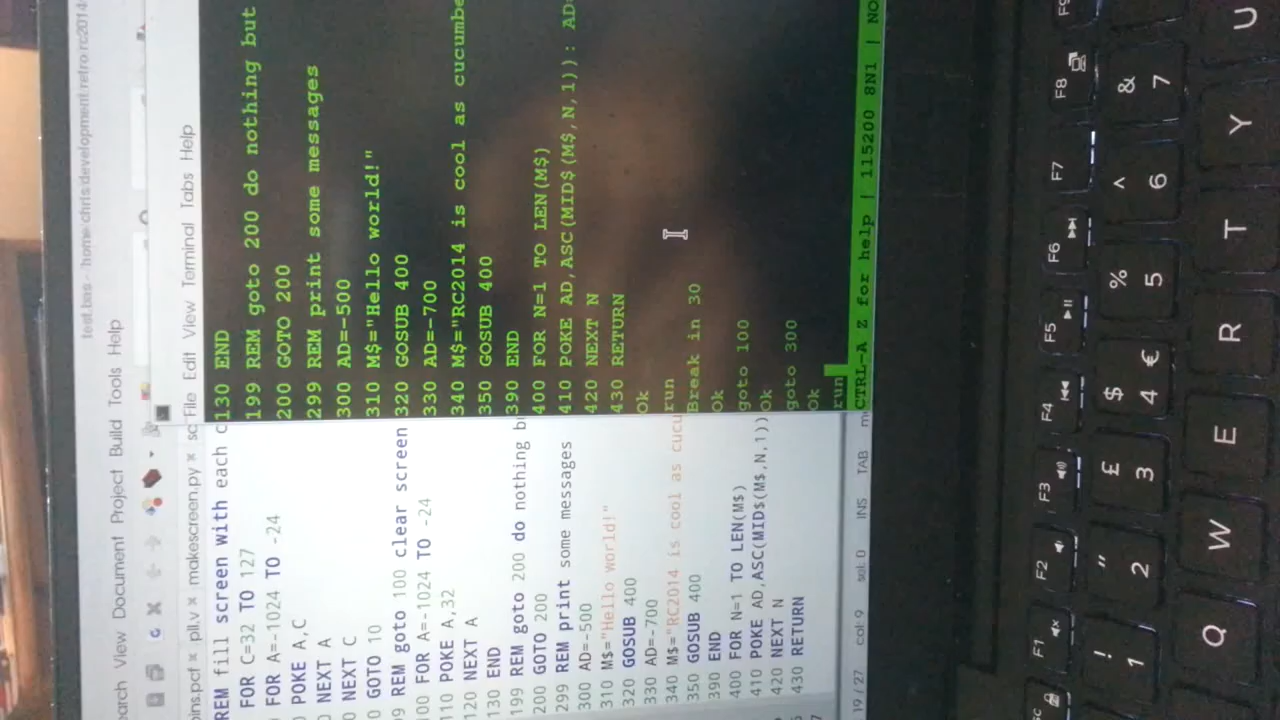 test.bas - /home/chris/development/retro/rc2014
earch View Document Project Build Tools Help
pins.pcf × pll.v × makescreen.py × sc
REM fill screen with each c
FOR C=32 TO 127
FOR A=-1024 TO -24
POKE A,C
NEXT A
NEXT C
GOTO 10
REM goto 100 clear screen
100 FOR A=-1024 TO -24
110 POKE A,32
120 NEXT A
130 END
199 REM goto 200 do nothing bu
200 GOTO 200
299 REM print some messages
300 AD=-500
310 M$="Hello world!"
320 GOSUB 400
330 AD=-700
340 M$="RC2014 is cool as cucu
350 GOSUB 400
390 END
400 FOR N=1 TO LEN(M$)
410 POKE AD,ASC(MID$(M$,N,1))
420 NEXT N
430 RETURN
19 / 27 col: 9 sel: 0 INS TAB m
File Edit View Terminal Tabs Help
130 END
199 REM goto 200 do nothing but
200 GOTO 200
299 REM print some messages
300 AD=-500
310 M$="Hello world!"
320 GOSUB 400
330 AD=-700
340 M$="RC2014 is cool as cucumbe
350 GOSUB 400
390 END
400 FOR N=1 TO LEN(M$)
410 POKE AD,ASC(MID$(M$,N,1)): AD
420 NEXT N
430 RETURN
Ok
run
Break in 30
Ok
goto 100
Ok
goto 300
Ok
run
CTRL-A Z for help | 115200 8N1 | NO
sc F1 F2 F3 F4 F5 F6 F7 F8 F9
! " £ $ € % ^ &
1 2 3 4 5 6 7
Q W E R T Y U